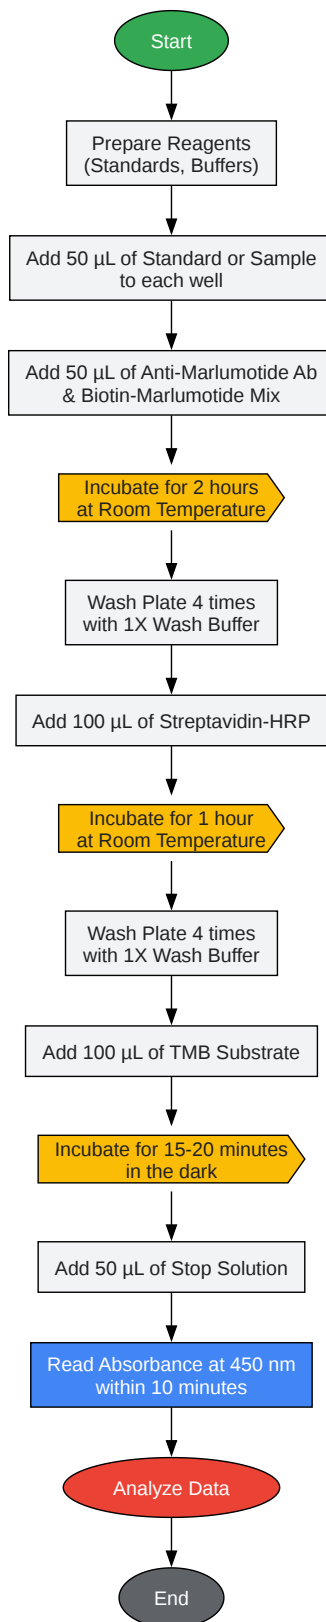 Start
Prepare Reagents
(Standards, Buffers)
Add 50 µL of Standard or Sample
to each well
Add 50 µL of Anti-Marlumotide Ab
& Biotin-Marlumotide Mix
Incubate for 2 hours
at Room Temperature
Wash Plate 4 times
with 1X Wash Buffer
Add 100 µL of Streptavidin-HRP
Incubate for 1 hour
at Room Temperature
Wash Plate 4 times
with 1X Wash Buffer
Add 100 µL of TMB Substrate
Incubate for 15-20 minutes
in the dark
Add 50 µL of Stop Solution
Read Absorbance at 450 nm
within 10 minutes
Analyze Data
End